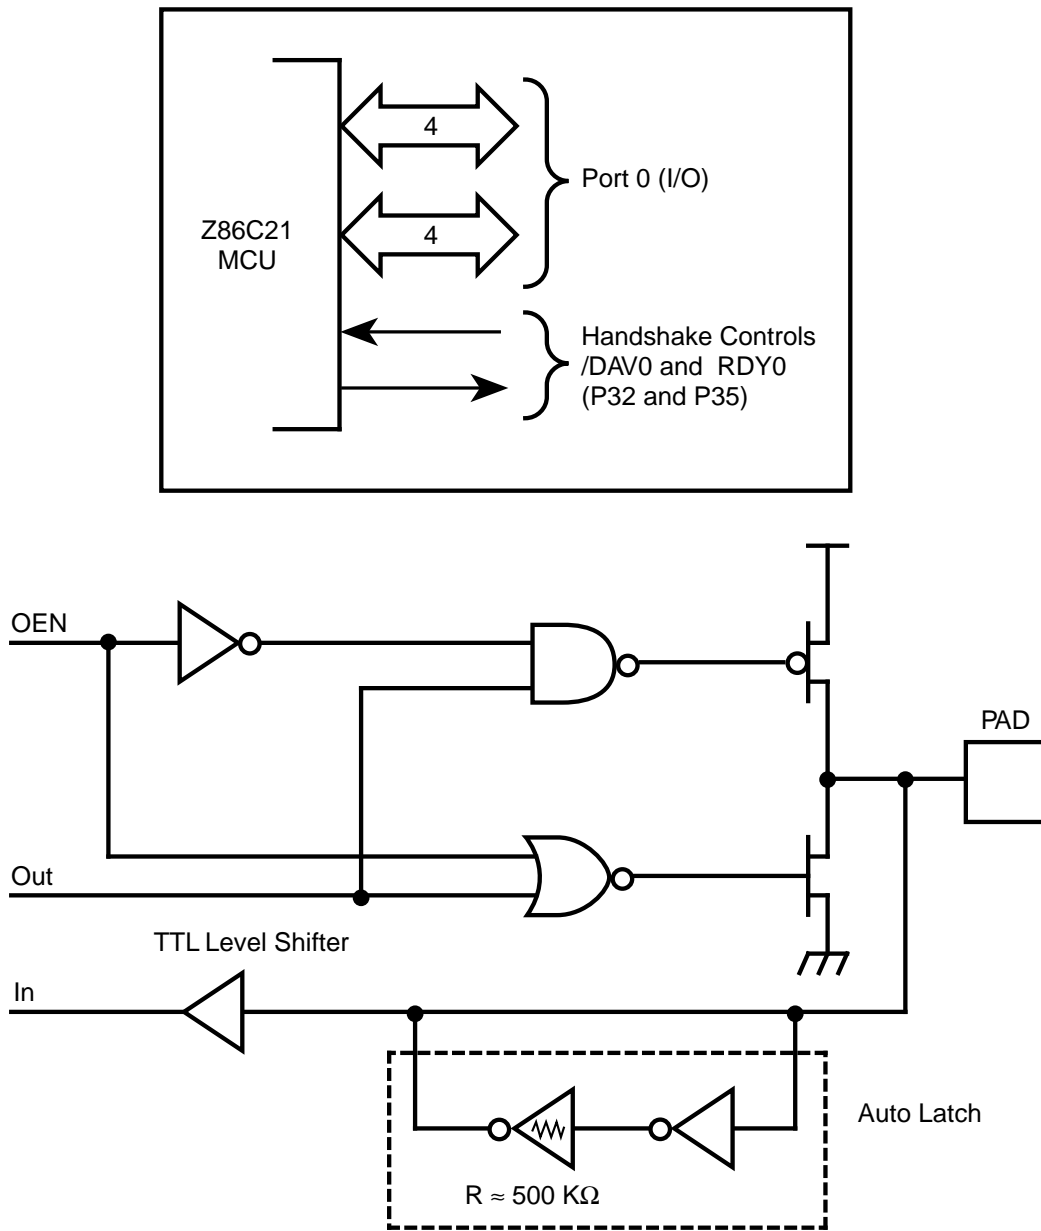 4
Port 0 (I/O)
Z86C21
MCU
4
Handshake Controls
/DAV0 and RDY0
(P32 and P35)
OEN
PAD
Out
TTL Level Shifter
In
Auto Latch
R ≈ 500 KΩ